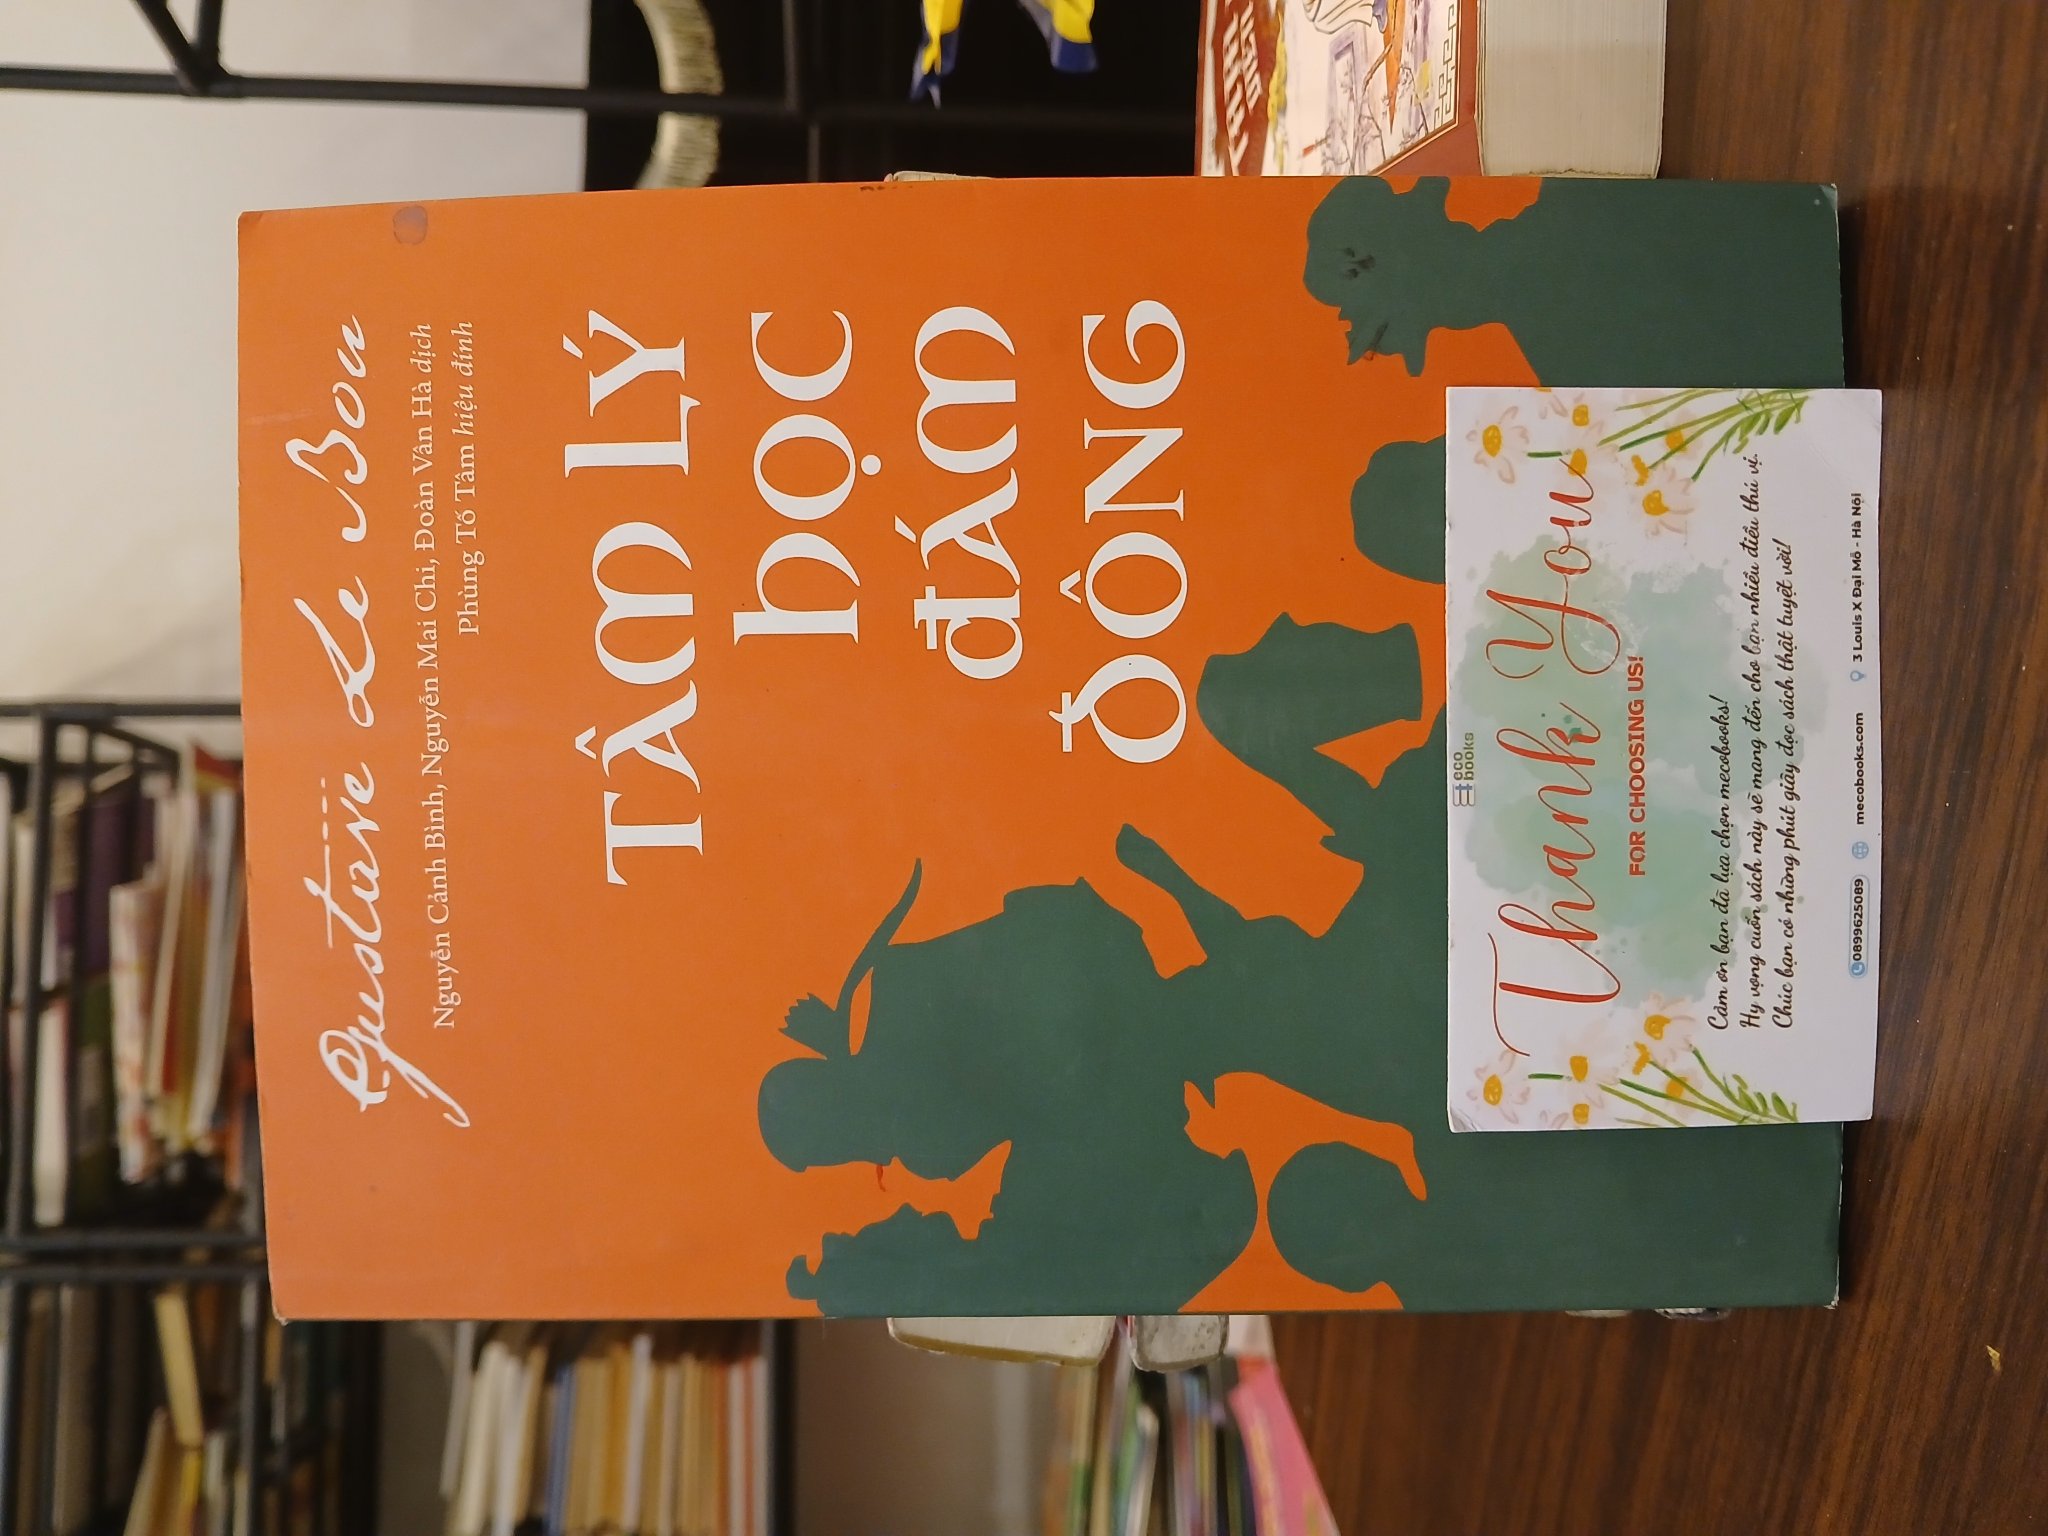 Gustave Le Bon
Nguyễn Cảnh Bình, Nguyễn Mai Chi, Đoàn Vân Hà dịch
Phùng Tố Tâm hiệu đính
TÂM LÝ
HỌC
ĐÁM
ĐÔNG
eco
books
Thank You
FOR CHOOSING US!
Cảm ơn bạn đã lựa chọn mecobooks!
Hy vọng cuốn sách này sẽ mang đến cho bạn nhiều điều thú vị.
Chúc bạn có những phút giây đọc sách thật tuyệt vời!
0899625089
mecobooks.com
3 Louis X Đại Mỗ - Hà Nội